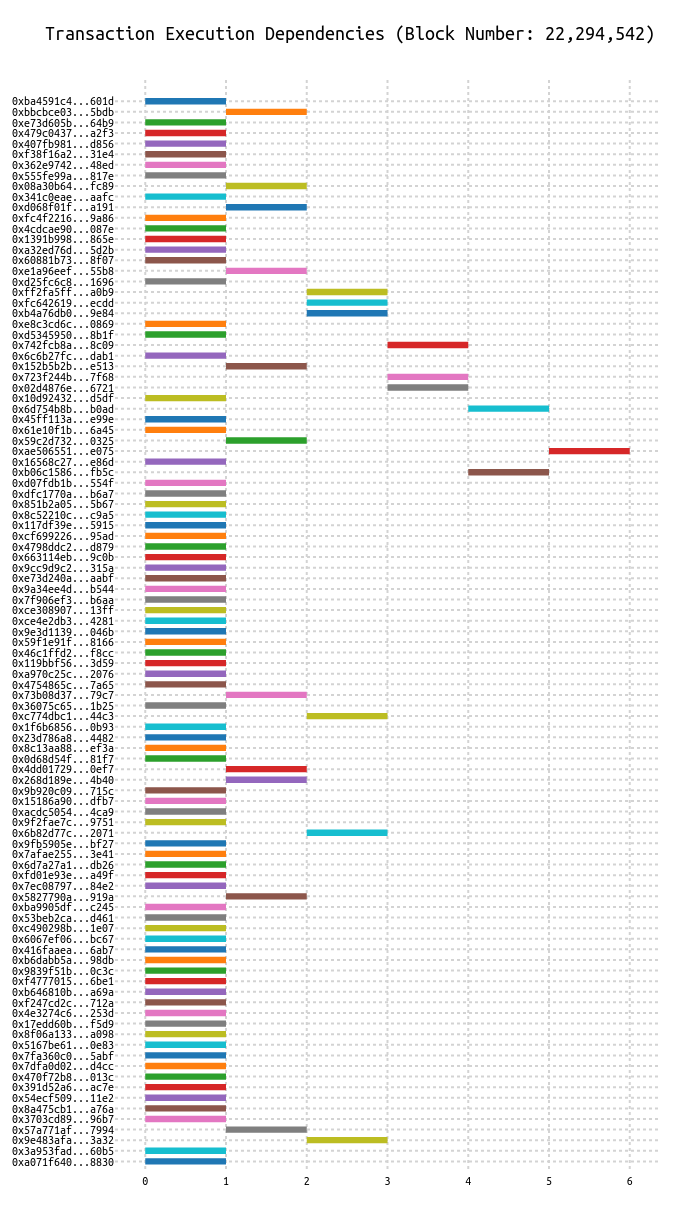 Transaction Execution Dependencies (Block Number: 22,294,542)
0xba4591c4...601d
0xbbcbce03...5bdb
0xe73d605b...64b9
0x479c0437...a2f3
0x407fb981...d856
0xf38f16a2...31e4
0x362e9742...48ed
0x555fe99a...817e
0x08a30b64...fc89
0x341c0eae...aafc
0xd068f01f...a191
0xfc4f2216...9a86
0x4cdcae90...087e
0x1391b998...865e
0xa32ed76d...5d2b
0x60881b73...8f07
0xe1a96eef...55b8
0xd25fc6c8...1696
0xff2fa5ff...a0b9
0xfc642619...ecdd
0xb4a76db0...9e84
0xe8c3cd6c...0869
0xd5345950...8b1f
0x742fcb8a...8c09
0x6c6b27fc...dab1
0x152b5b2b...e513
0x723f244b...7f68
0x02d4876e...6721
0x10d92432...d5df
0x6d754b8b...b0ad
0x45ff113a...e99e
0x61e10f1b...6a45
0x59c2d732...0325
0xae506551...e075
0x16568c27...e86d
0xb06c1586...fb5c
0xd07fdb1b...554f
0xdfc1770a...b6a7
0x851b2a05...5b67
0x8c52210c...c9a5
0x117df39e...5915
0xcf699226...95ad
0x4798ddc2...d879
0x663114eb...9c0b
0x9cc9d9c2...315a
0xe73d240a...aabf
0x9a34ee4d...b544
0x7f906ef3...b6aa
0xce308907...13ff
0xce4e2db3...4281
0x9e3d1139...046b
0x59f1e91f...8166
0x46c1ffd2...f8cc
0x119bbf56...3d59
0xa970c25c...2076
0x4754865c...7a65
0x73b08d37...79c7
0x36075c65...1b25
0xc774dbc1...44c3
0x1f6b6856...0b93
0x23d786a8...4482
0x8c13aa88...ef3a
0x0d68d54f...81f7
0x4dd01729...0ef7
0x268d189e...4b40
0x9b920c09...715c
0x15186a90...dfb7
0xacdc5054...4ca9
0x9f2fae7c...9751
0x6b82d77c...2071
0x9fb5905e...bf27
0x7afae255...3e41
0x6d7a27a1...db26
0xfd01e93e...a49f
0x7ec08797...84e2
0x5827790a...919a
0xba9905df...c245
0x53beb2ca...d461
0xc490298b...1e07
0x6067ef06...bc67
0x416faaea...6ab7
0xb6dabb5a...98db
0x9839f51b...0c3c
0xf4777015...6be1
0xb646810b...a69a
0xf247cd2c...712a
0x4e3274c6...253d
0x17edd60b...f5d9
0x8f06a133...a098
0x5167be61...0e83
0x7fa360c0...5abf
0x7dfa0d02...d4cc
0x470f72b8...013c
0x391d52a6...ac7e
0x54ecf509...11e2
0x8a475cb1...a76a
0x3703cd89...96b7
0x57a771af...7994
0x9e483afa...3a32
0x3a953fad...60b5
0xa071f640...8830
0 1 2 3 4 5 6